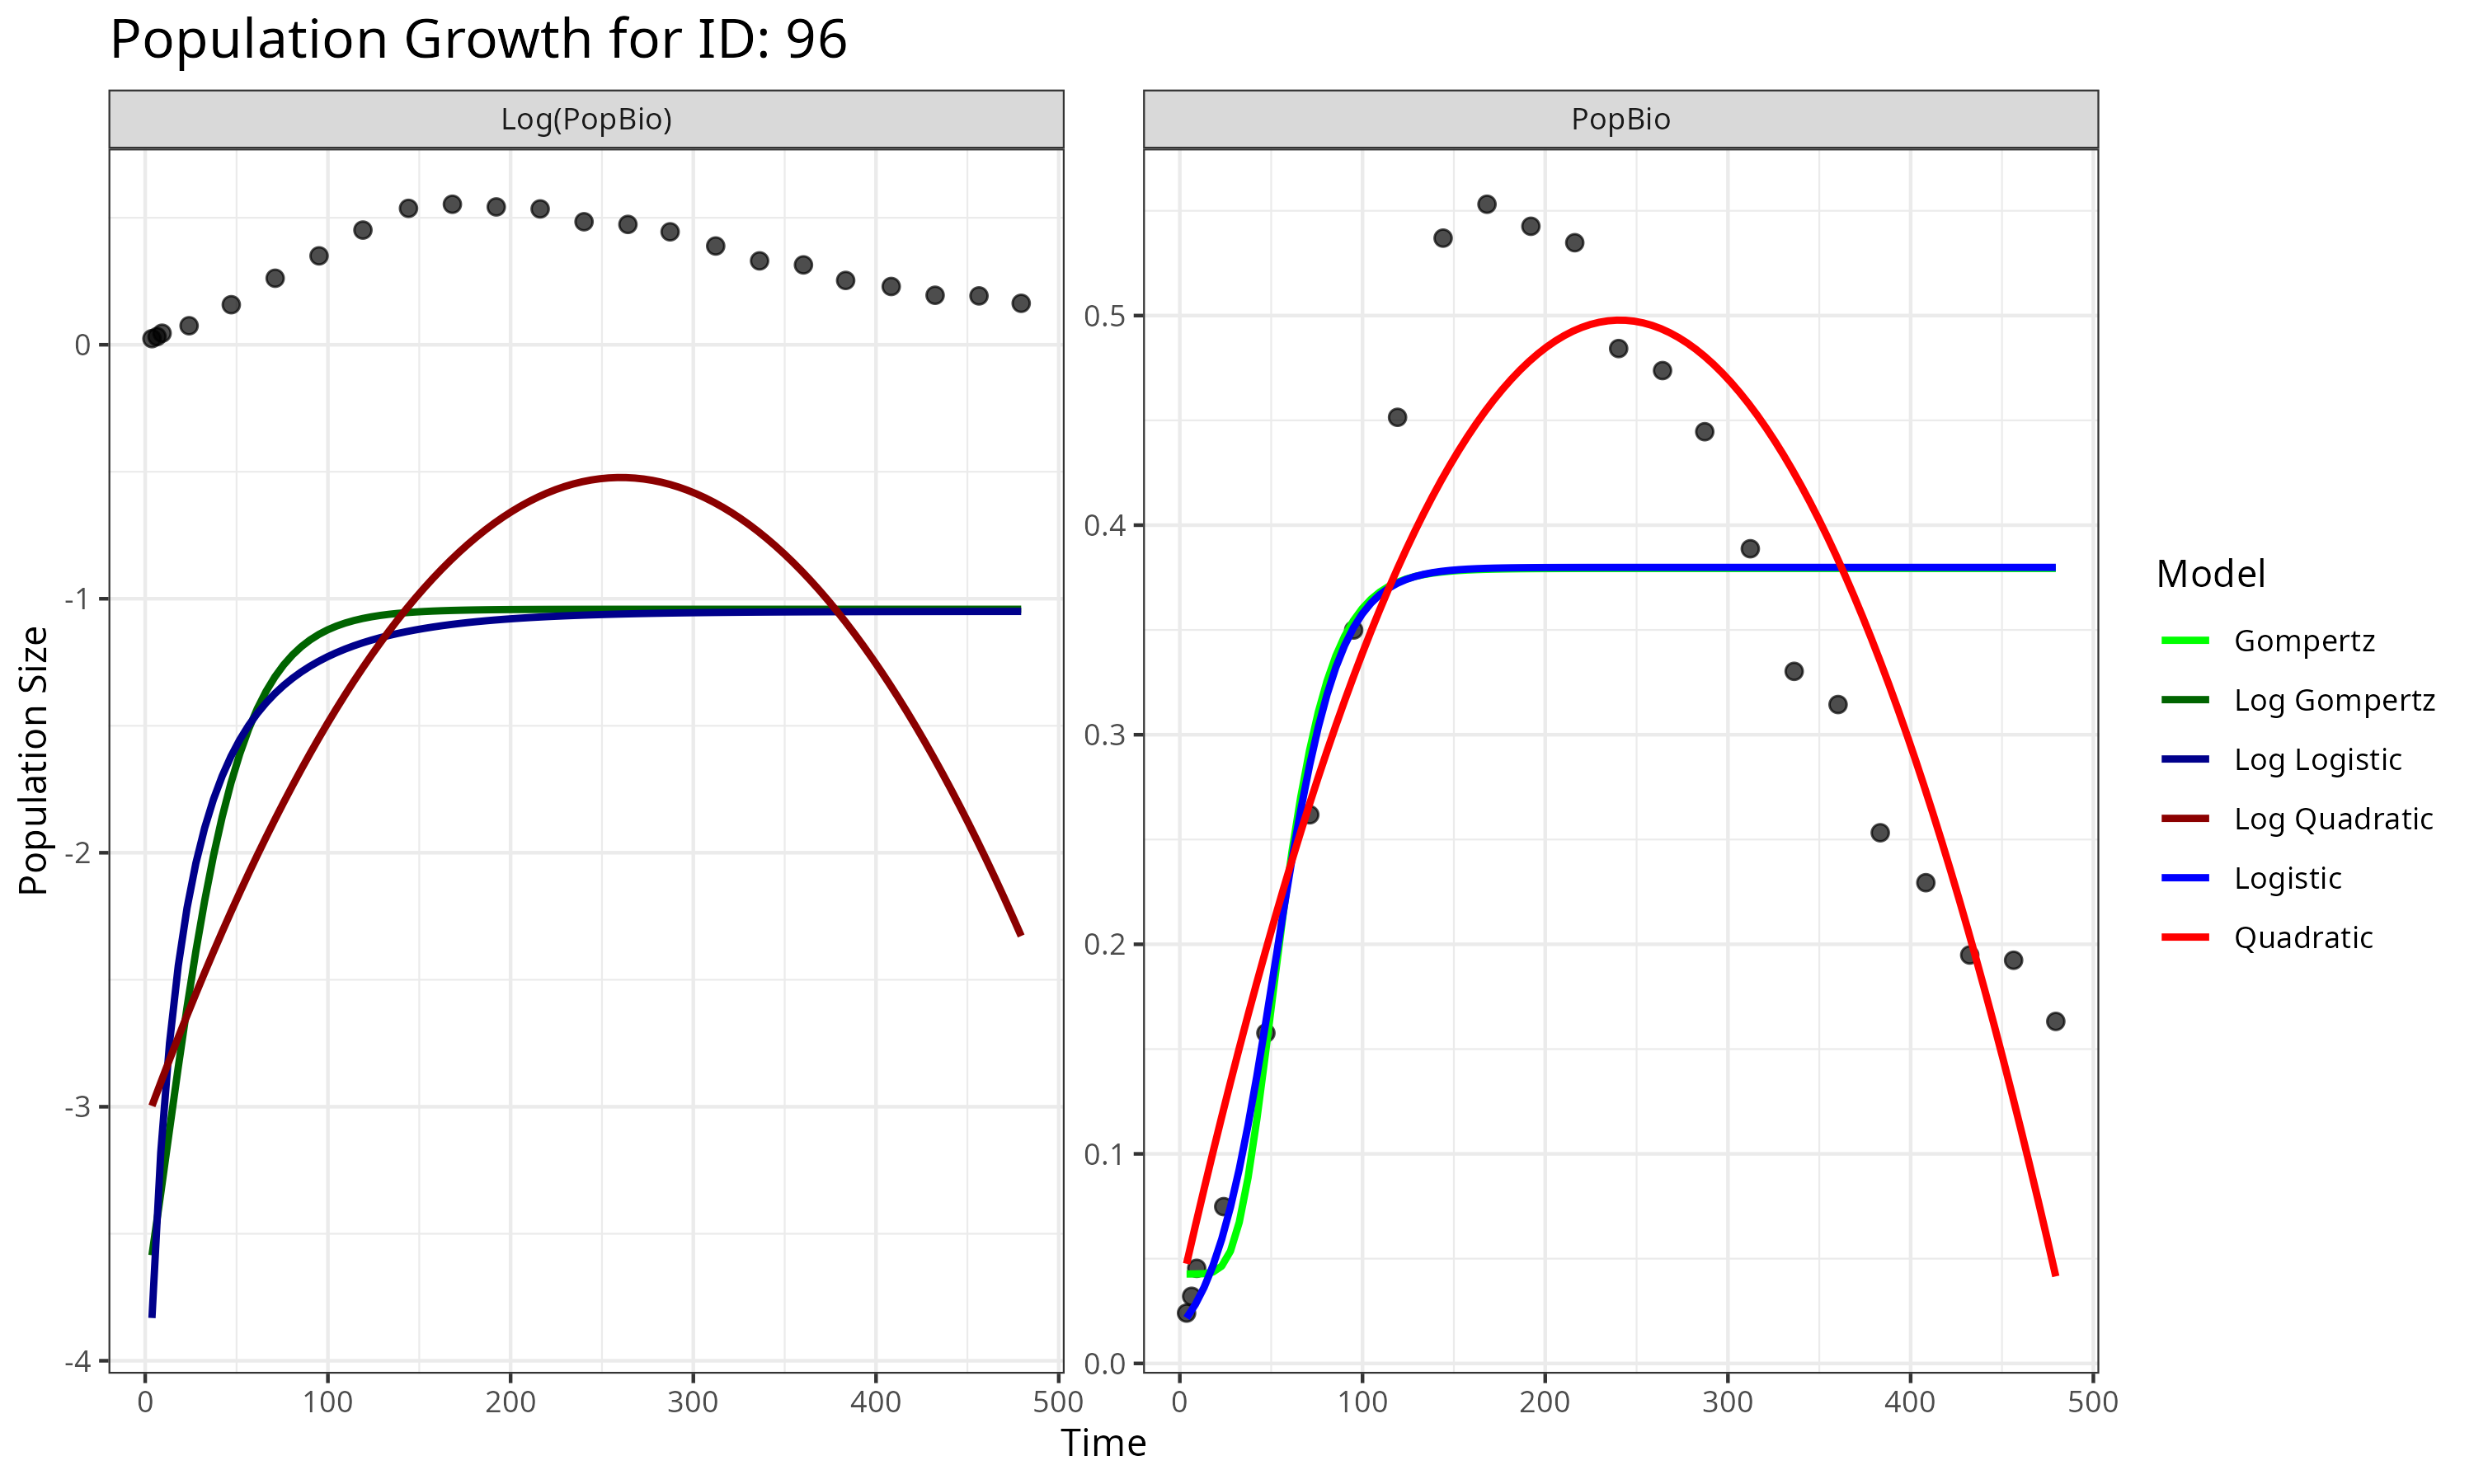 Population Growth for ID: 96
Log(PopBio)
PopBio
Population Size
0
-1
-2
-3
-4
0.5
0.4
0.3
0.2
0.1
0.0
0 100 200 300 400 500
0 100 200 300 400 500
Time
Model
Gompertz
Log Gompertz
Log Logistic
Log Quadratic
Logistic
Quadratic